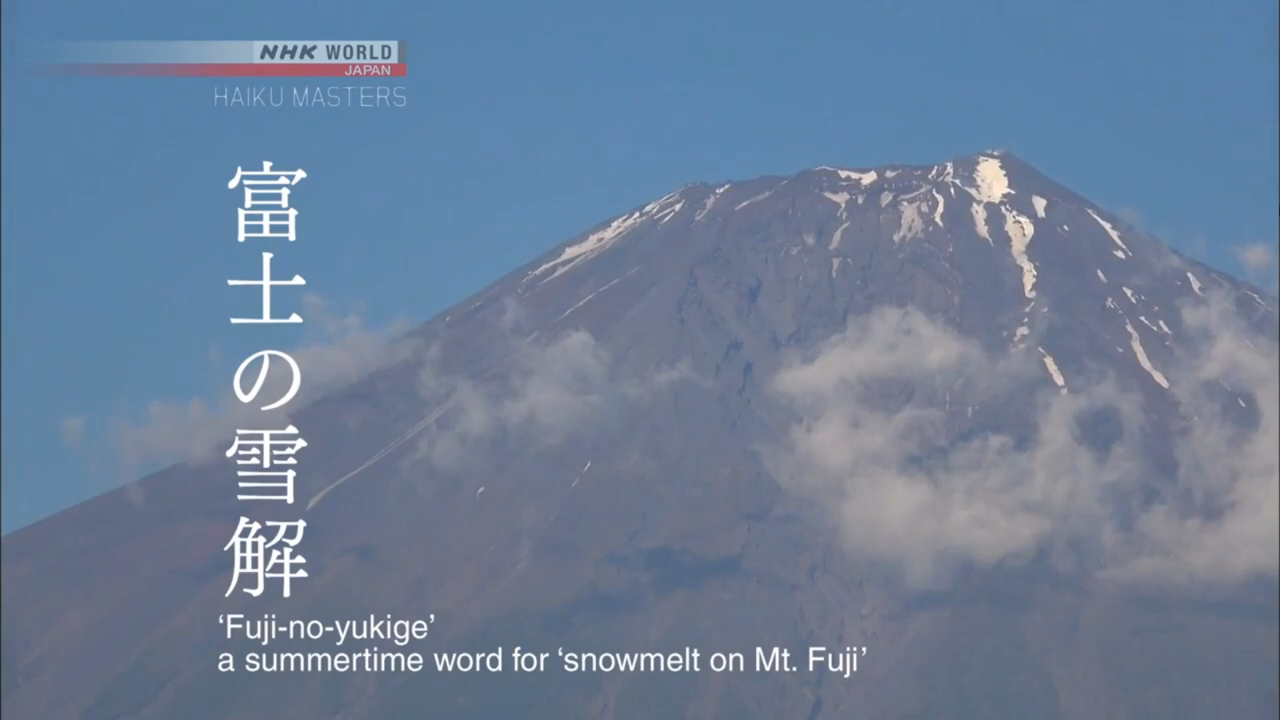 NHK WORLD
JAPAN
HAIKU MASTERS
富士の雪解
‘Fuji-no-yukige’
a summertime word for ‘snowmelt on Mt. Fuji’